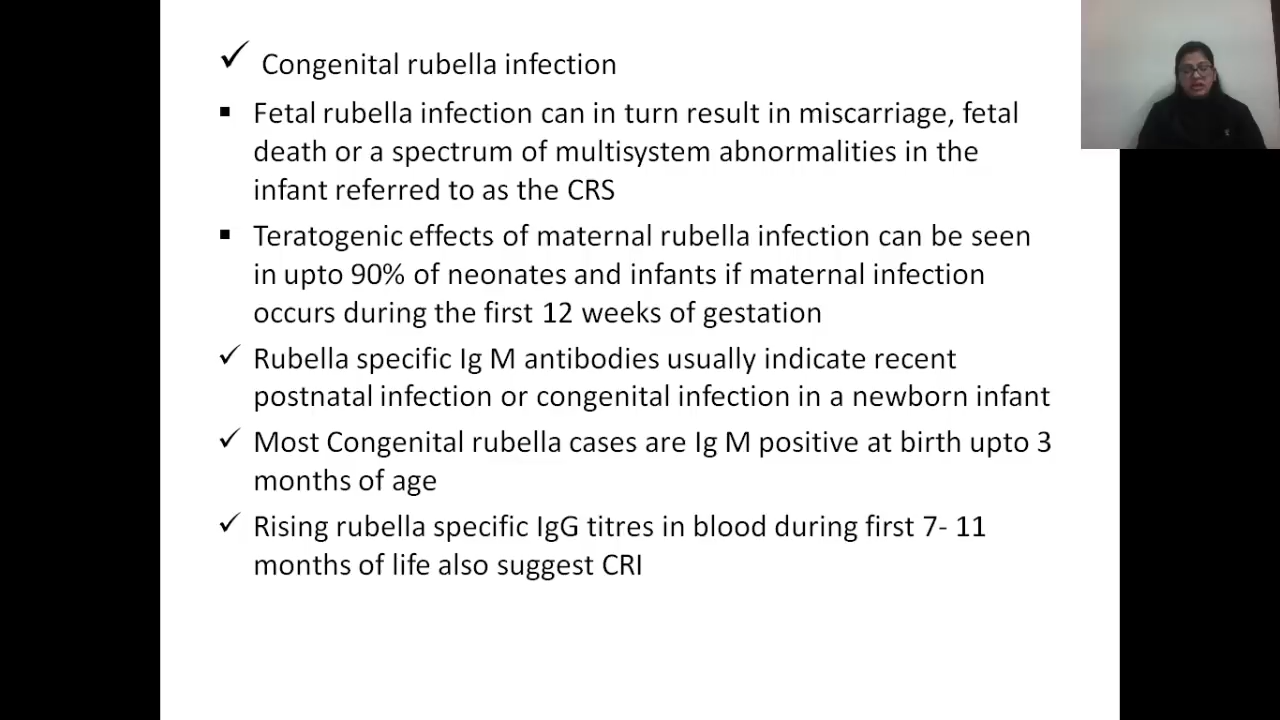 ✓ Congenital rubella infection
▪ Fetal rubella infection can in turn result in miscarriage, fetal
death or a spectrum of multisystem abnormalities in the
infant referred to as the CRS
▪ Teratogenic effects of maternal rubella infection can be seen
in upto 90% of neonates and infants if maternal infection
occurs during the first 12 weeks of gestation
✓ Rubella specific Ig M antibodies usually indicate recent
postnatal infection or congenital infection in a newborn infant
✓ Most Congenital rubella cases are Ig M positive at birth upto 3
months of age
✓ Rising rubella specific IgG titres in blood during first 7- 11
months of life also suggest CRI